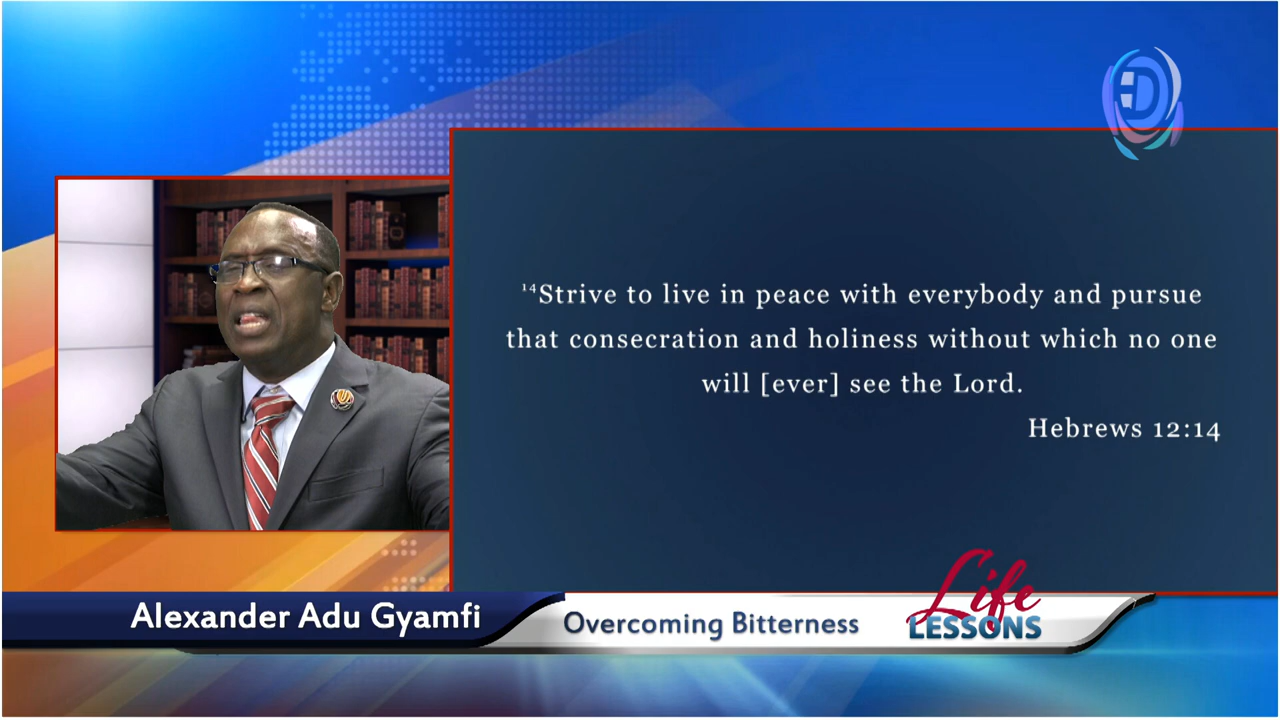 ED
¹⁴Strive to live in peace with everybody and pursue
that consecration and holiness without which no one
will [ever] see the Lord.
Hebrews 12:14
Alexander Adu Gyamfi
Overcoming Bitterness
Life
LESSONS